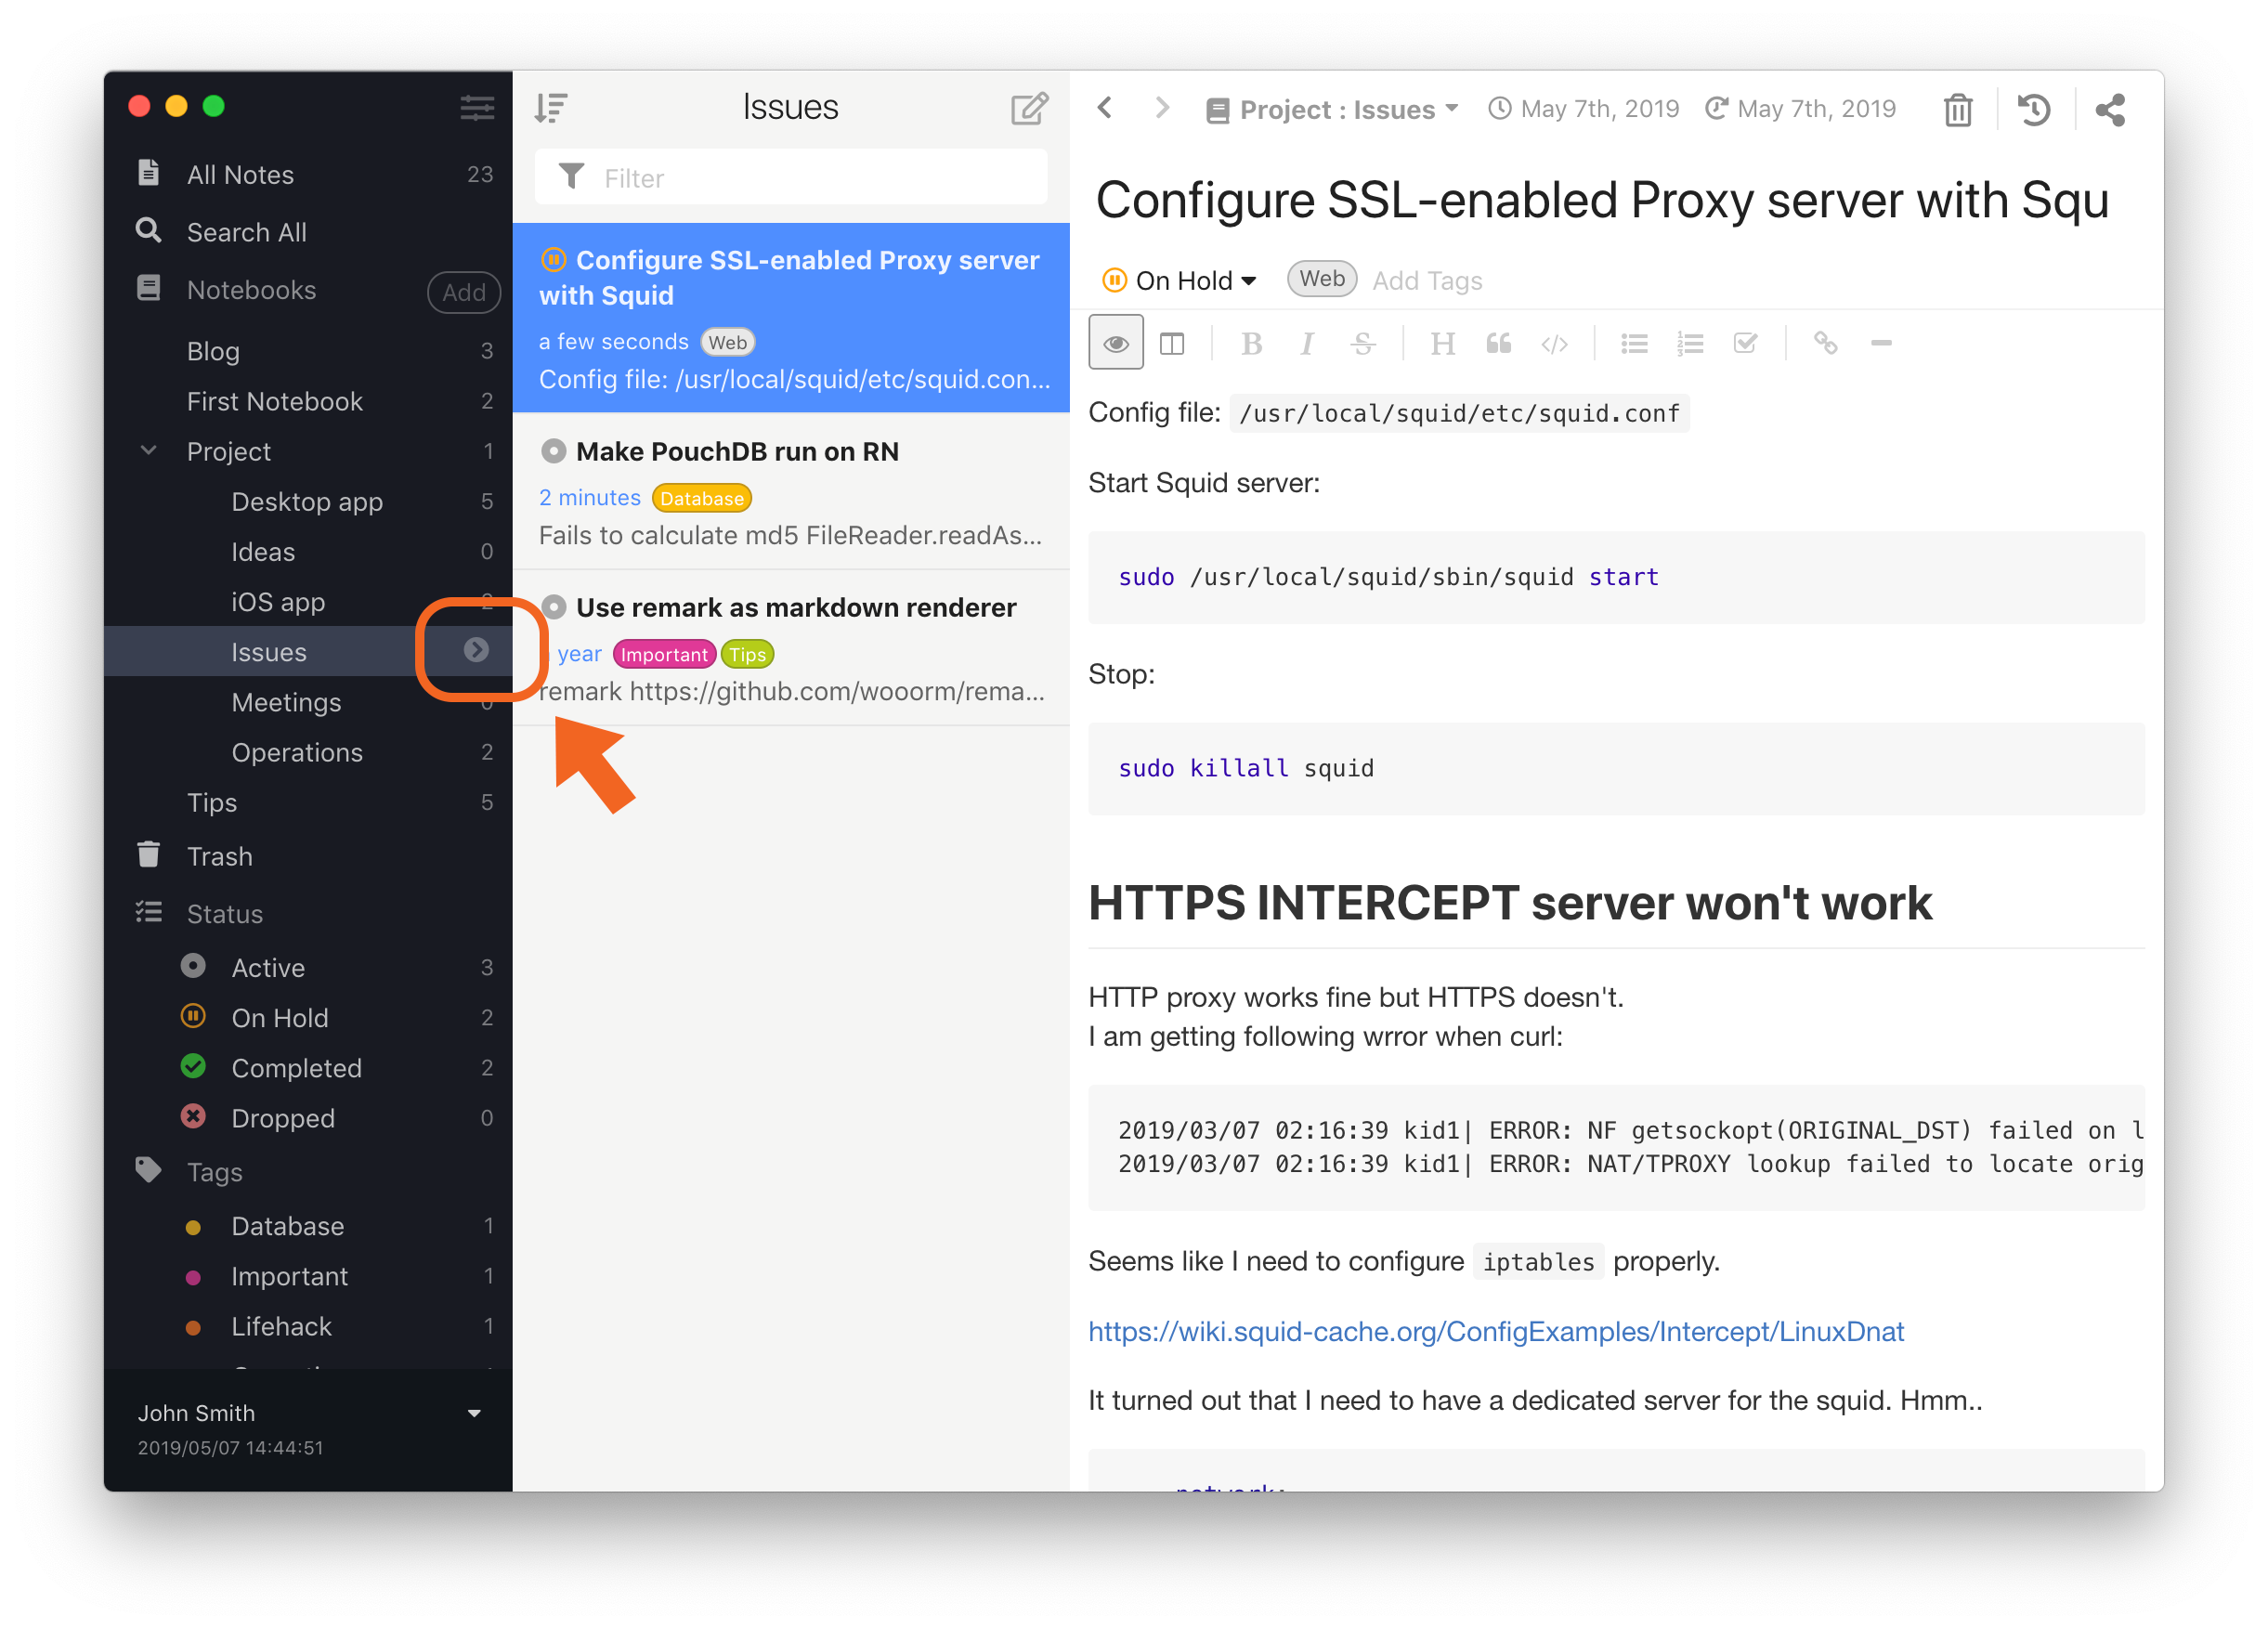 All Notes 23
Search All
Notebooks Add
Blog 3
First Notebook 2
Project 1
Desktop app 5
Ideas 0
iOS app 2
Issues
Meetings 0
Operations 2
Tips 5
Trash
Status
Active 3
On Hold 2
Completed 2
Dropped 0
Tags
Database 1
Important 1
Lifehack 1
John Smith
2019/05/07 14:44:51
Issues
Filter
Configure SSL-enabled Proxy server
with Squid
a few seconds Web
Config file: /usr/local/squid/etc/squid.con...
Make PouchDB run on RN
2 minutes Database
Fails to calculate md5 FileReader.readAs...
Use remark as markdown renderer
year Important Tips
remark https://github.com/wooorm/rema...
Project : Issues May 7th, 2019 May 7th, 2019
Configure SSL-enabled Proxy server with Squ
On Hold Web Add Tags
B I S H
Config file: /usr/local/squid/etc/squid.conf
Start Squid server:
sudo /usr/local/squid/sbin/squid start
Stop:
sudo killall squid
HTTPS INTERCEPT server won't work
HTTP proxy works fine but HTTPS doesn't.
I am getting following wrror when curl:
2019/03/07 02:16:39 kid1| ERROR: NF getsockopt(ORIGINAL_DST) failed on l
2019/03/07 02:16:39 kid1| ERROR: NAT/TPROXY lookup failed to locate orig
Seems like I need to configure iptables properly.
https://wiki.squid-cache.org/ConfigExamples/Intercept/LinuxDnat
It turned out that I need to have a dedicated server for the squid. Hmm..
network: